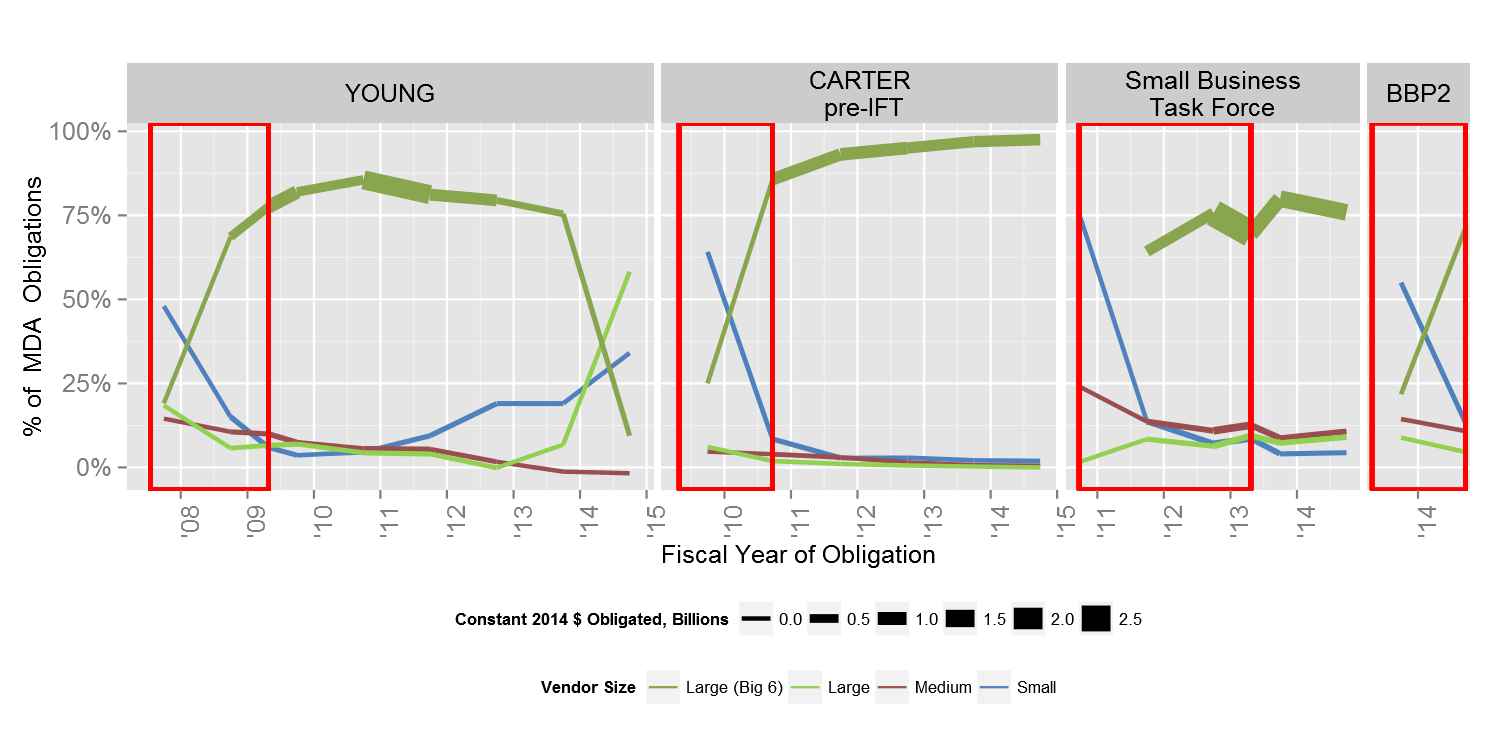 YOUNG
CARTER
pre-IFT
Small Business
Task Force
BBP2
% of MDA Obligations
100%
75%
50%
25%
0%
'08 '09 '10 '11 '12 '13 '14 '15
'10 '11 '12 '13 '14 '15
'11 '12 '13 '14
'14
Fiscal Year of Obligation
Constant 2014 $ Obligated, Billions 0.0 0.5 1.0 1.5 2.0 2.5
Vendor Size Large (Big 6) Large Medium Small